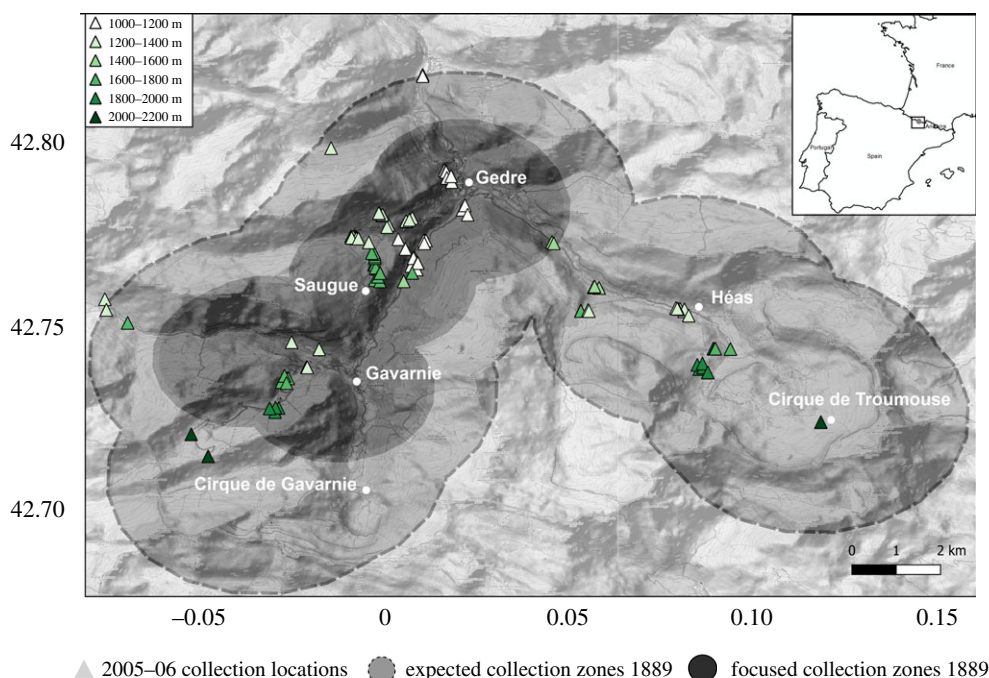 1000–1200 m
1200–1400 m
1400–1600 m
1600–1800 m
1800–2000 m
2000–2200 m
France
Portugal
Spain
42.80
42.75
42.70
Gedre
Saugue
Héas
Gavarnie
Cirque de Troumouse
Cirque de Gavarnie
0 1 2 km
–0.05 0 0.05 0.10 0.15
2005–06 collection locations expected collection zones 1889 focused collection zones 1889